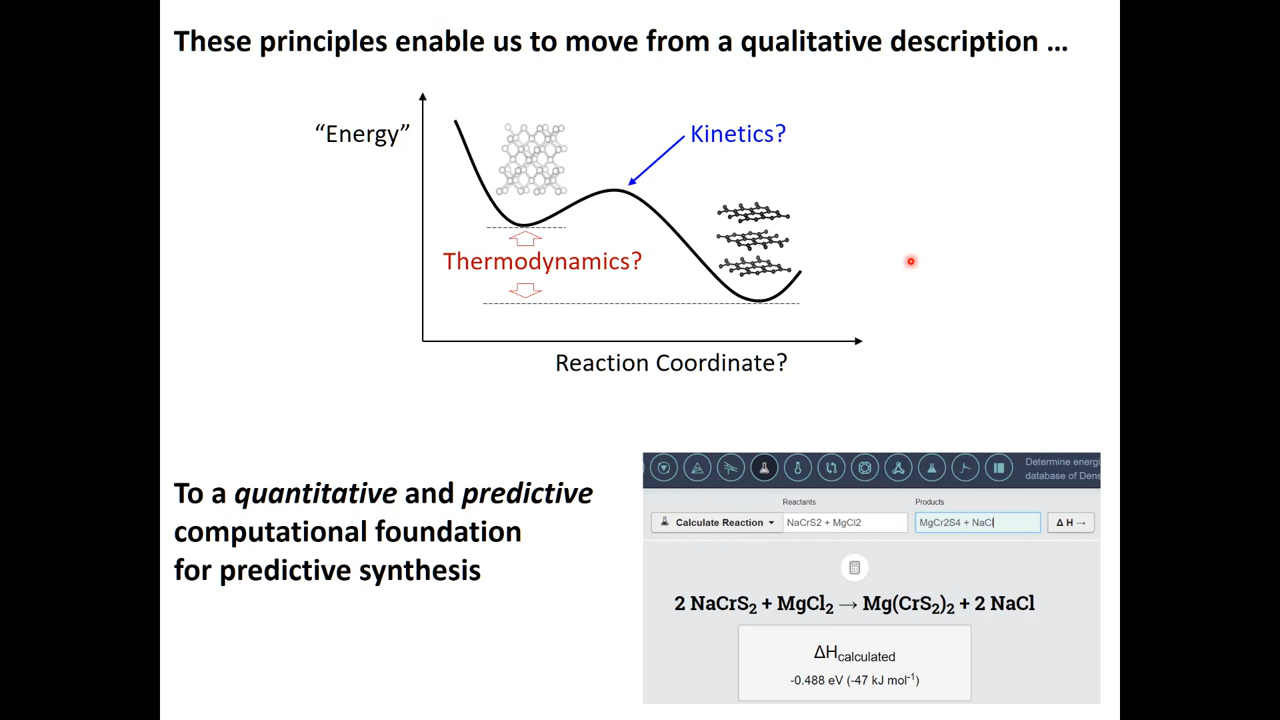 These principles enable us to move from a qualitative description …
“Energy”
Kinetics?
Thermodynamics?
Reaction Coordinate?
To a quantitative and predictive
computational foundation
for predictive synthesis
Determine energi
database of Dens
Reactants
Products
Calculate Reaction
NaCrS2 + MgCl2
MgCr2S4 + NaCl
Δ H →
2 NaCrS₂ + MgCl₂ → Mg(CrS₂)₂ + 2 NaCl
ΔHcalculated
-0.488 eV (-47 kJ mol⁻¹)